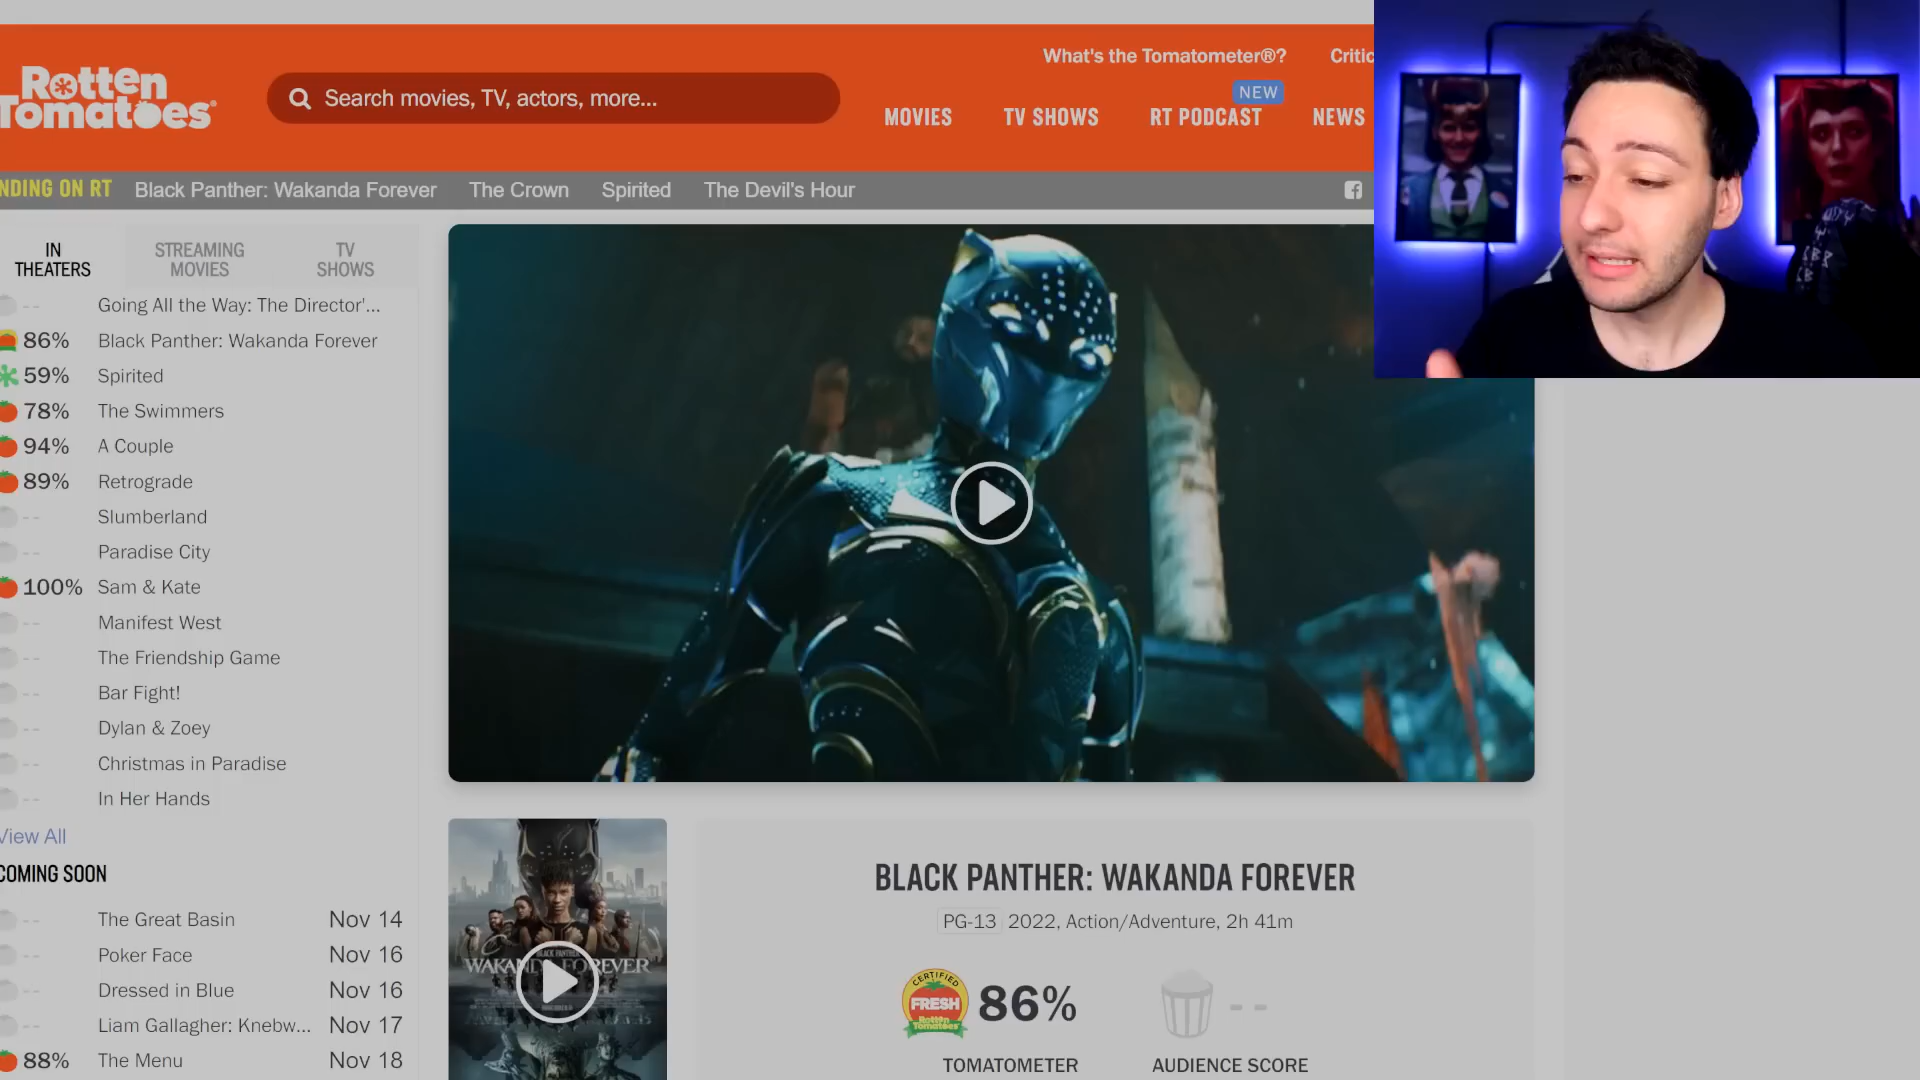 What's the Tomatometer®? Critic
Rotten
Tomatoes®
Search movies, TV, actors, more...
NEW
MOVIES TV SHOWS RT PODCAST NEWS
NDING ON RT Black Panther: Wakanda Forever The Crown Spirited The Devil's Hour
IN THEATERS
STREAMING MOVIES
TV SHOWS
-- Going All the Way: The Director'...
86% Black Panther: Wakanda Forever
59% Spirited
78% The Swimmers
94% A Couple
89% Retrograde
-- Slumberland
-- Paradise City
100% Sam & Kate
-- Manifest West
-- The Friendship Game
-- Bar Fight!
-- Dylan & Zoey
-- Christmas in Paradise
-- In Her Hands
View All
COMING SOON
-- The Great Basin Nov 14
-- Poker Face Nov 16
-- Dressed in Blue Nov 16
-- Liam Gallagher: Knebw... Nov 17
88% The Menu Nov 18
BLACK PANTHER
WAKANDA FOREVER
BLACK PANTHER: WAKANDA FOREVER
PG-13 2022, Action/Adventure, 2h 41m
CERTIFIED
FRESH
Rotten
Tomatoes
86%
--
TOMATOMETER AUDIENCE SCORE